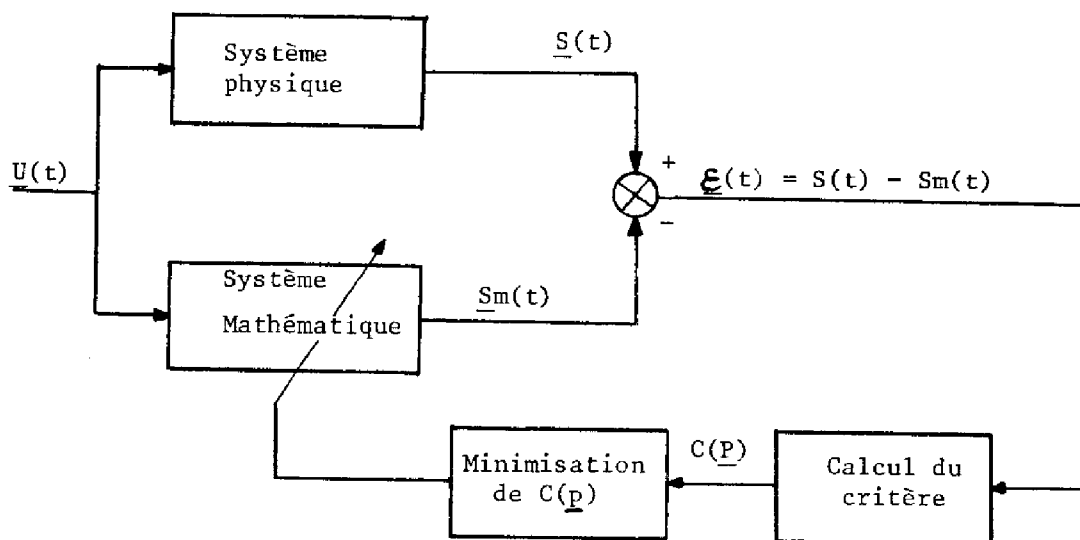 Système
physique
S(t)
U(t)
+
ε(t) = S(t) - Sm(t)
-
Système
Mathématique
Sm(t)
Minimisation
de C(p)
C(P)
Calcul du
critère